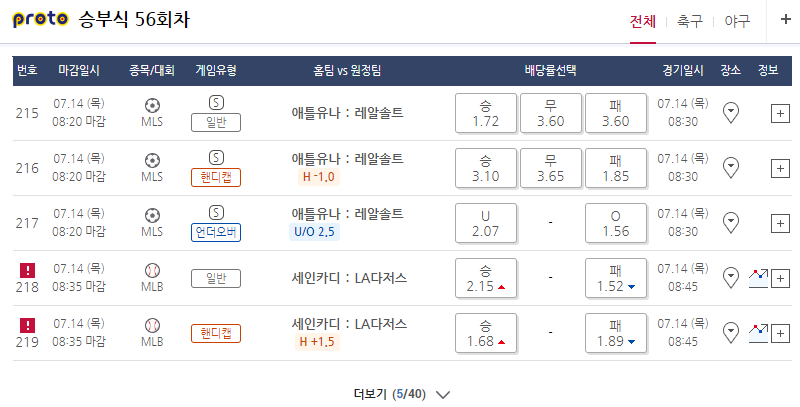 proto 승부식 56회차
전체 축구 야구 +
번호 마감일시 종목/대회 게임유형 홈팀 vs 원정팀 배당률선택 경기일시 장소 정보
215 07.14 (목) 08:20 마감 MLS S 일반 애틀유나 : 레알솔트 승 1.72 무 3.60 패 3.60 07.14 (목) 08:30 +
216 07.14 (목) 08:20 마감 MLS S 핸디캡 애틀유나 : 레알솔트 H -1.0 승 3.10 무 3.65 패 1.85 07.14 (목) 08:30 +
217 07.14 (목) 08:20 마감 MLS S 언더오버 애틀유나 : 레알솔트 U/O 2.5 U 2.07 - O 1.56 07.14 (목) 08:30 +
! 218 07.14 (목) 08:35 마감 MLB 일반 세인카디 : LA다저스 승 2.15 ▲ - 패 1.52 ▼ 07.14 (목) 08:45 +
! 219 07.14 (목) 08:35 마감 MLB 핸디캡 세인카디 : LA다저스 H +1.5 승 1.68 ▲ - 패 1.89 ▼ 07.14 (목) 08:45 +
더보기 (5/40)